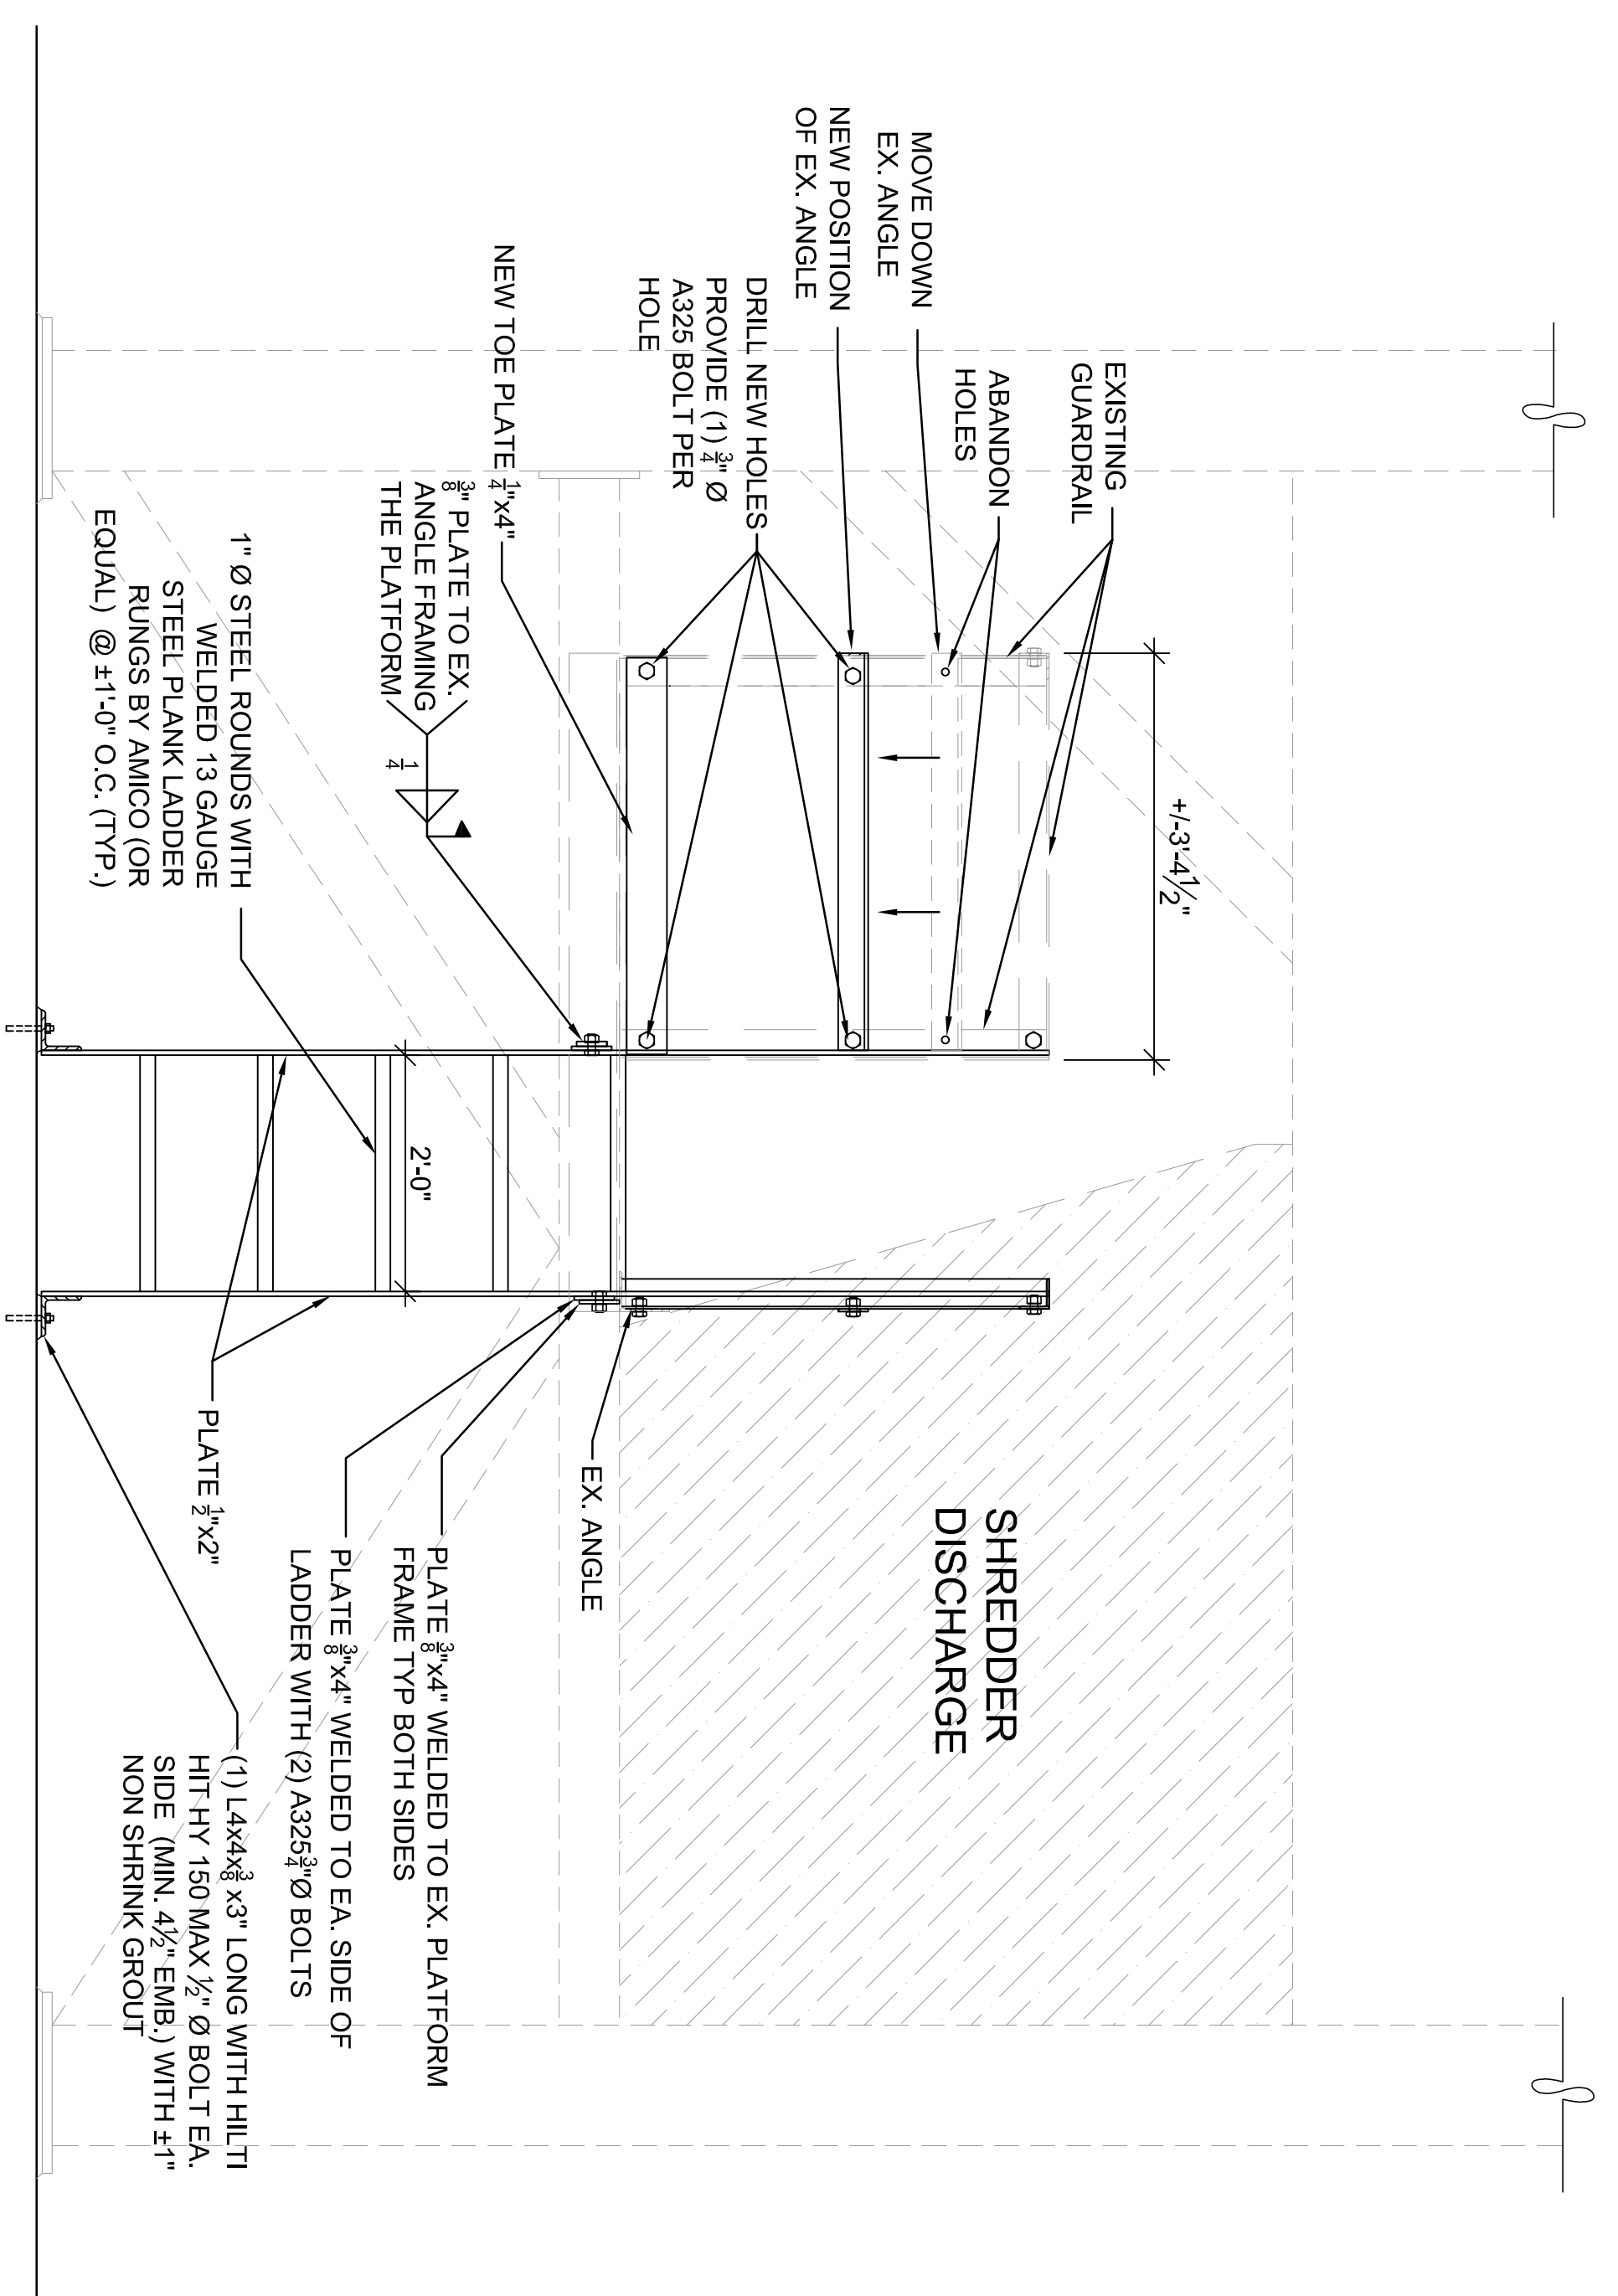 +/-3'-4½"
EXISTING
GUARDRAIL
ABANDON
HOLES
MOVE DOWN
EX. ANGLE
NEW POSITION
OF EX. ANGLE
DRILL NEW HOLES
PROVIDE (1) 3/4" Ø
A325 BOLT PER
HOLE
NEW TOE PLATE 1/4"x4"
3/8" PLATE TO EX.
ANGLE FRAMING
THE PLATFORM
1/4
1" Ø STEEL ROUNDS WITH
WELDED 13 GAUGE
STEEL PLANK LADDER
RUNGS BY AMICO (OR
EQUAL) @ ±1'-0" O.C. (TYP.)
2'-0"
SHREDDER
DISCHARGE
EX. ANGLE
PLATE 3/8"x4" WELDED TO EX. PLATFORM
FRAME TYP BOTH SIDES
PLATE 3/8"x4" WELDED TO EA. SIDE OF
LADDER WITH (2) A325 3/4"Ø BOLTS
PLATE 1/2"x2"
(1) L4x4x3/8 x3" LONG WITH HILTI
HIT HY 150 MAX ½" Ø BOLT EA.
SIDE (MIN. 4½" EMB.) WITH ±1"
NON SHRINK GROUT